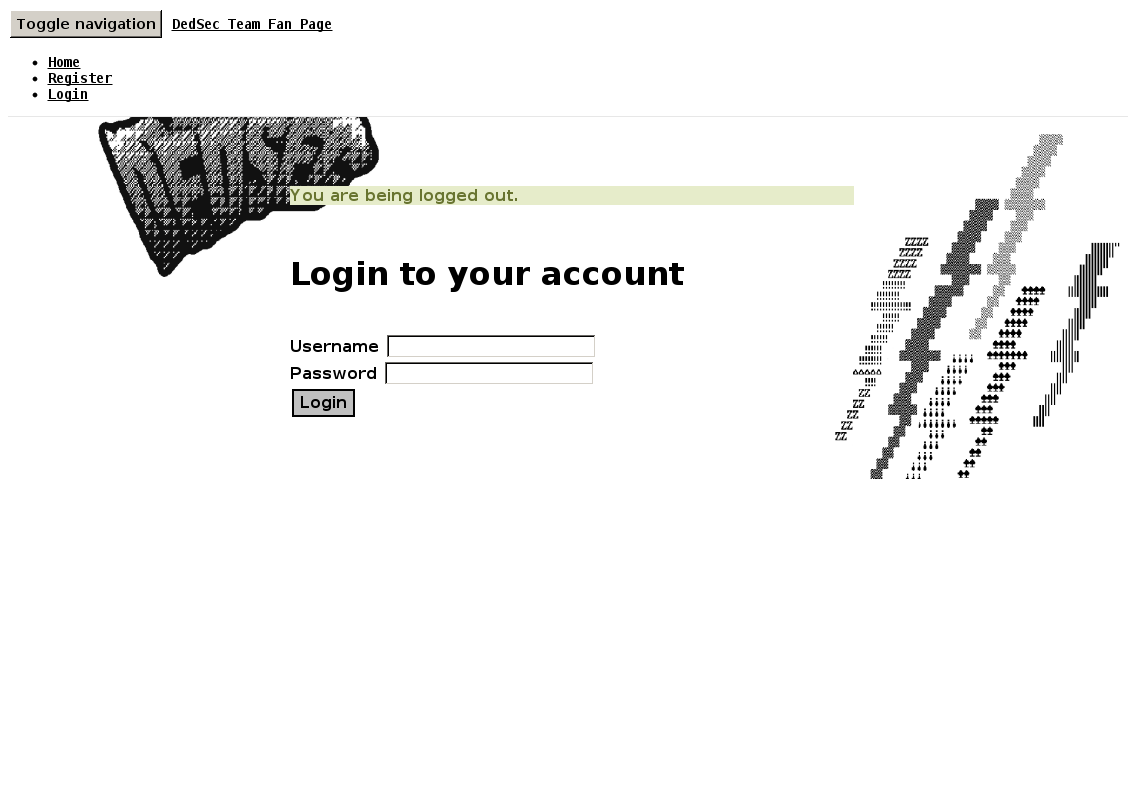 Toggle navigation DedSec Team Fan Page
Home
Register
Login
You are being logged out.
Login to your account
Username
Password
Login